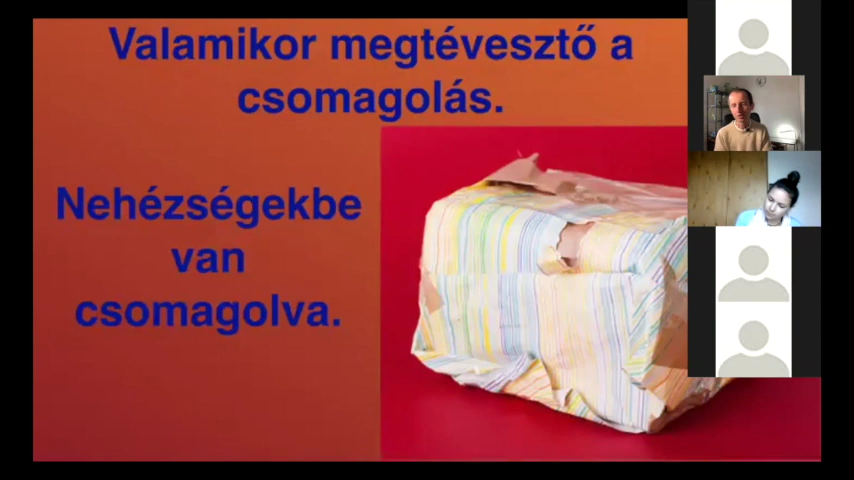 Valamikor megtévesztő a
csomagolás.
Nehézségekbe
van
csomagolva.